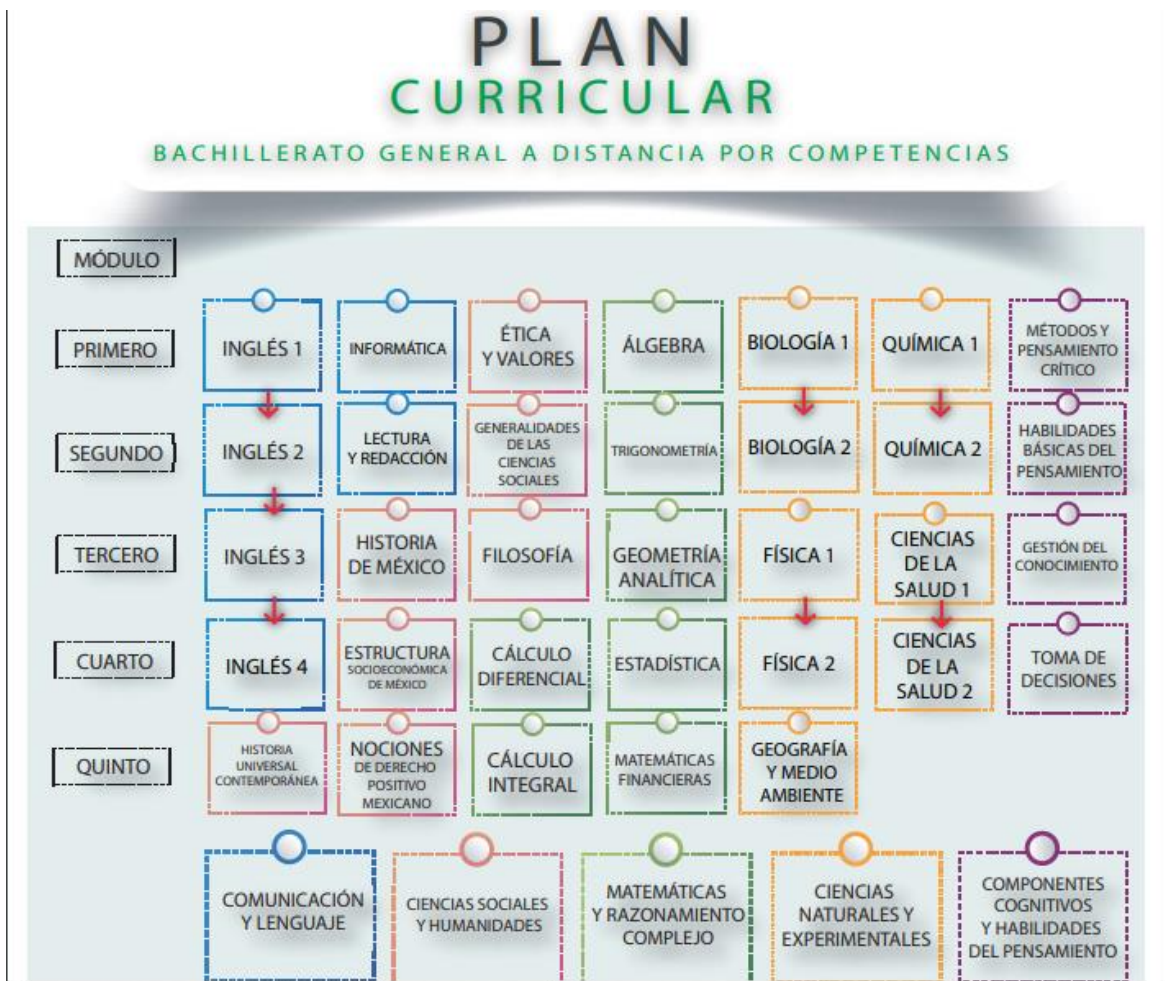 PLAN
CURRICULAR
BACHILLERATO GENERAL A DISTANCIA POR COMPETENCIAS
MÓDULO
PRIMERO
INGLÉS 1
INFORMÁTICA
ÉTICA
Y VALORES
ÁLGEBRA
BIOLOGÍA 1
QUÍMICA 1
MÉTODOS Y
PENSAMIENTO
CRÍTICO
SEGUNDO
INGLÉS 2
LECTURA
Y REDACCIÓN
GENERALIDADES
DE LAS
CIENCIAS
SOCIALES
TRIGONOMETRÍA
BIOLOGÍA 2
QUÍMICA 2
HABILIDADES
BÁSICAS DEL
PENSAMIENTO
TERCERO
INGLÉS 3
HISTORIA
DE MÉXICO
FILOSOFÍA
GEOMETRÍA
ANALÍTICA
FÍSICA 1
CIENCIAS
DE LA
SALUD 1
GESTIÓN DEL
CONOCIMIENTO
CUARTO
INGLÉS 4
ESTRUCTURA
SOCIOECONÓMICA
DE MÉXICO
CÁLCULO
DIFERENCIAL
ESTADÍSTICA
FÍSICA 2
CIENCIAS
DE LA
SALUD 2
TOMA DE
DECISIONES
QUINTO
HISTORIA
UNIVERSAL
CONTEMPORÁNEA
NOCIONES
DE DERECHO
POSITIVO
MEXICANO
CÁLCULO
INTEGRAL
MATEMÁTICAS
FINANCIERAS
GEOGRAFÍA
Y MEDIO
AMBIENTE
COMUNICACIÓN
Y LENGUAJE
CIENCIAS SOCIALES
Y HUMANIDADES
MATEMÁTICAS
Y RAZONAMIENTO
COMPLEJO
CIENCIAS
NATURALES Y
EXPERIMENTALES
COMPONENTES
COGNITIVOS
Y HABILIDADES
DEL PENSAMIENTO